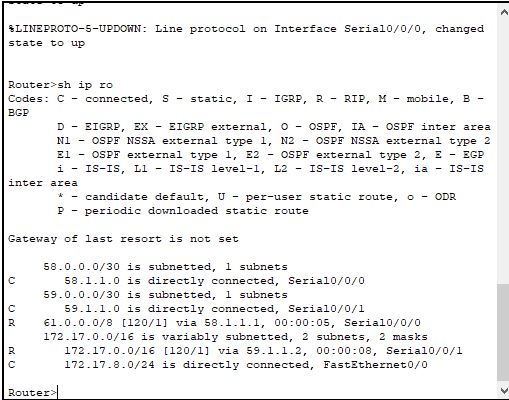 %LINEPROTO-5-UPDOWN: Line protocol on Interface Serial0/0/0, changed
state to up
Router>sh ip ro
Codes: C - connected, S - static, I - IGRP, R - RIP, M - mobile, B -
BGP
D - EIGRP, EX - EIGRP external, O - OSPF, IA - OSPF inter area
N1 - OSPF NSSA external type 1, N2 - OSPF NSSA external type 2
E1 - OSPF external type 1, E2 - OSPF external type 2, E - EGP
i - IS-IS, L1 - IS-IS level-1, L2 - IS-IS level-2, ia - IS-IS
inter area
* - candidate default, U - per-user static route, o - ODR
P - periodic downloaded static route
Gateway of last resort is not set
58.0.0.0/30 is subnetted, 1 subnets
C 58.1.1.0 is directly connected, Serial0/0/0
59.0.0.0/30 is subnetted, 1 subnets
C 59.1.1.0 is directly connected, Serial0/0/1
R 61.0.0.0/8 [120/1] via 58.1.1.1, 00:00:05, Serial0/0/0
172.17.0.0/16 is variably subnetted, 2 subnets, 2 masks
R 172.17.0.0/16 [120/1] via 59.1.1.2, 00:00:08, Serial0/0/1
C 172.17.8.0/24 is directly connected, FastEthernet0/0
Router>